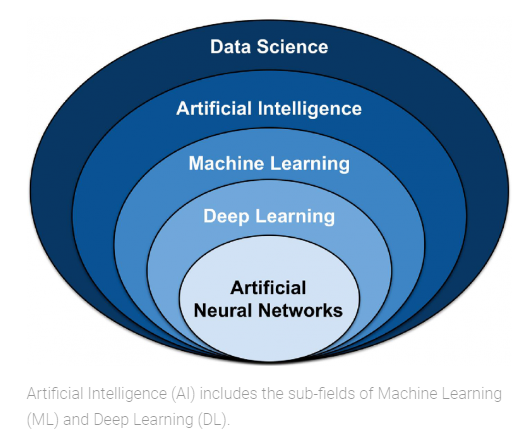 Data Science
Artificial Intelligence
Machine Learning
Deep Learning
Artificial
Neural Networks
Artificial Intelligence (AI) includes the sub-fields of Machine Learning
(ML) and Deep Learning (DL).